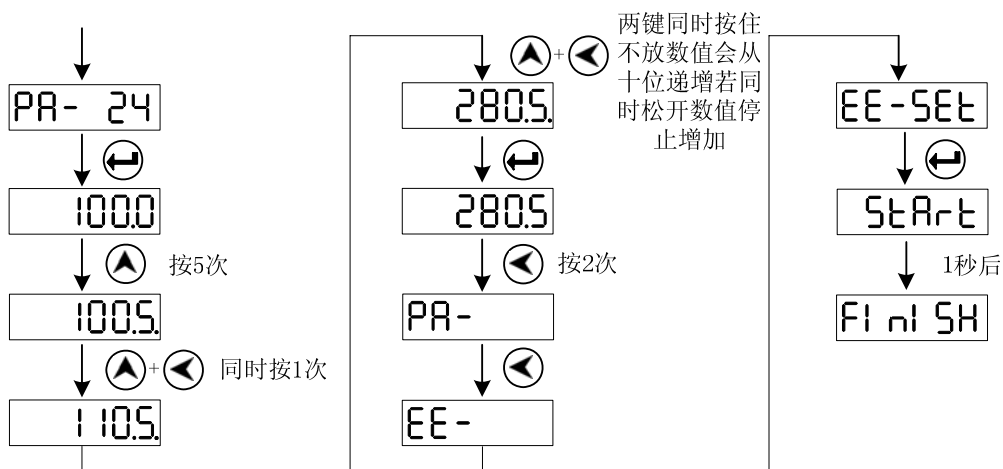 PA- 24
100.0
按5次
100.5.
+
同时按1次
110.5.
+
两键同时按住
不放数值会从
十位递增若同
时松开数值停
止增加
280.5.
280.5
按2次
PA-
EE-
EE-SEt
StArt
1秒后
FInISH